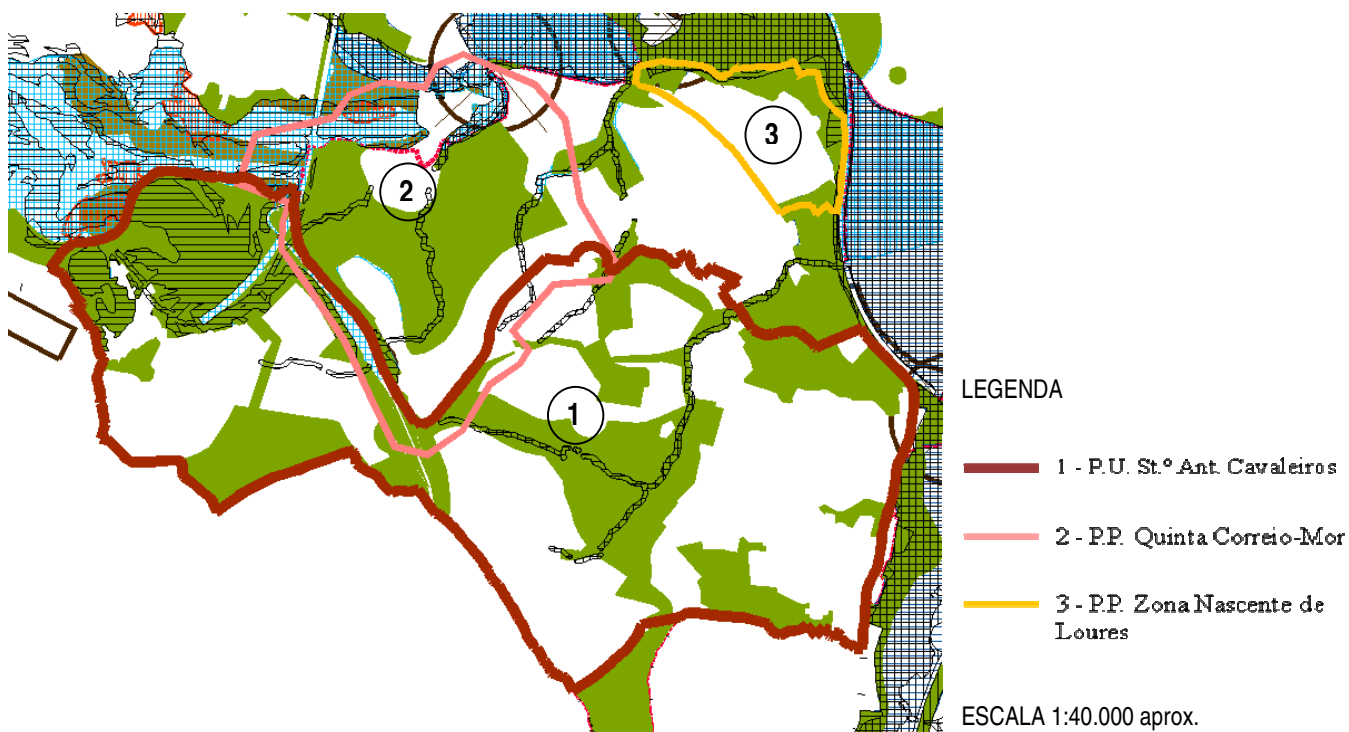 3
2
1
LEGENDA
1 - P.U. St.º Ant. Cavaleiros
2 - P.P. Quinta Correio-Mor
3 - P.P. Zona Nascente de
Loures
ESCALA 1:40.000 aprox.